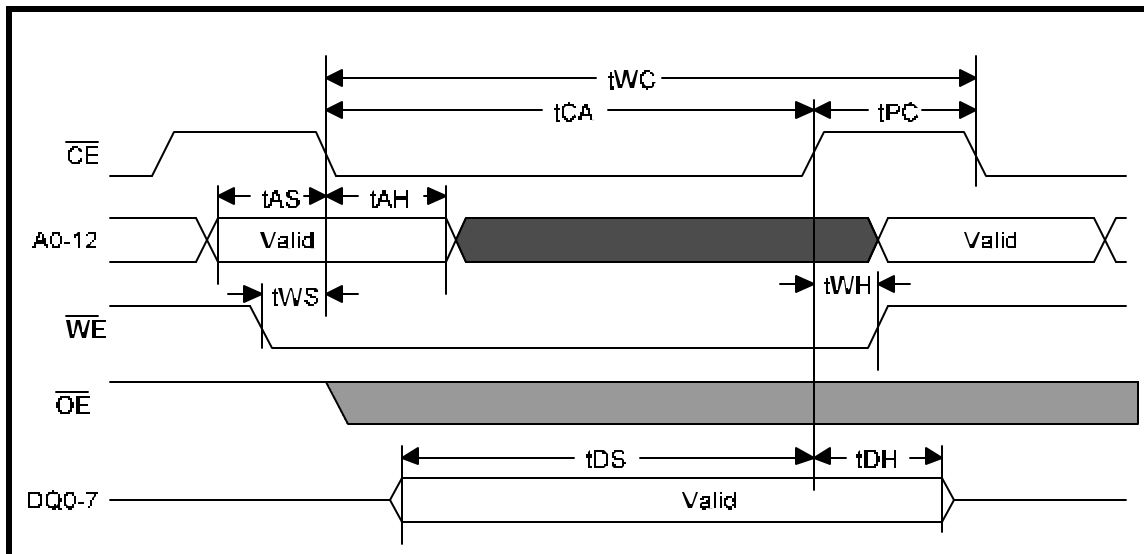 tWC
tCA tPC
CE
tAS tAH
A0-12 Valid Valid
tWS tWH
WE
OE
tDS tDH
DQ0-7 Valid